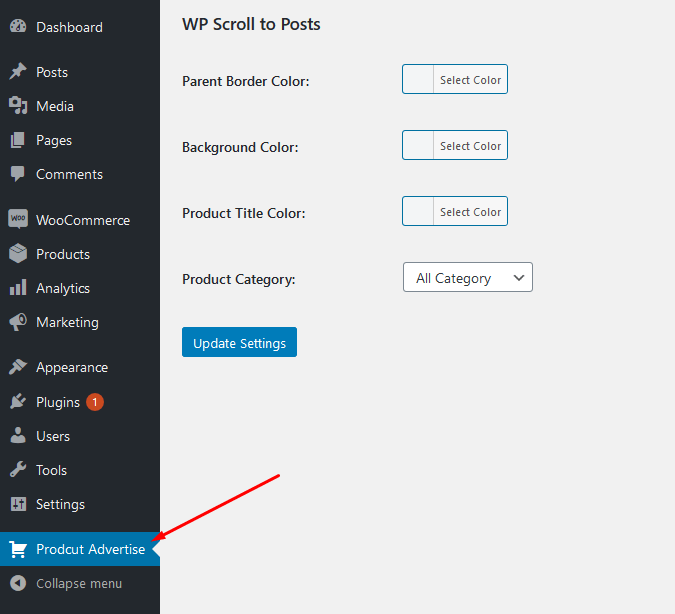 Dashboard
Posts
Media
Pages
Comments
WOO
WooCommerce
Products
Analytics
Marketing
Appearance
Plugins 1
Users
Tools
Settings
Prodcut Advertise
Collapse menu
WP Scroll to Posts
Parent Border Color: Select Color
Background Color: Select Color
Product Title Color: Select Color
Product Category: All Category
Update Settings